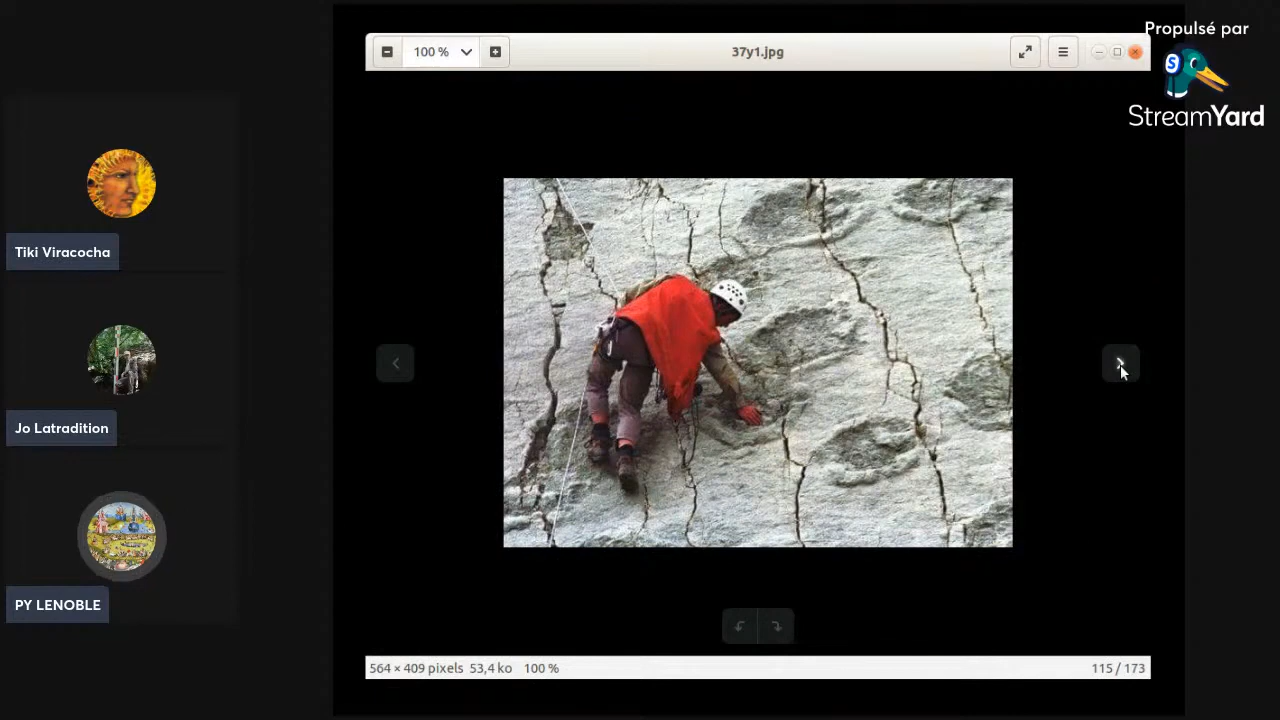 Propulsé par
StreamYard
100 %
37y1.jpg
Tiki Viracocha
Jo Latradition
PY LENOBLE
564 × 409 pixels 53,4 ko 100 %
115 / 173